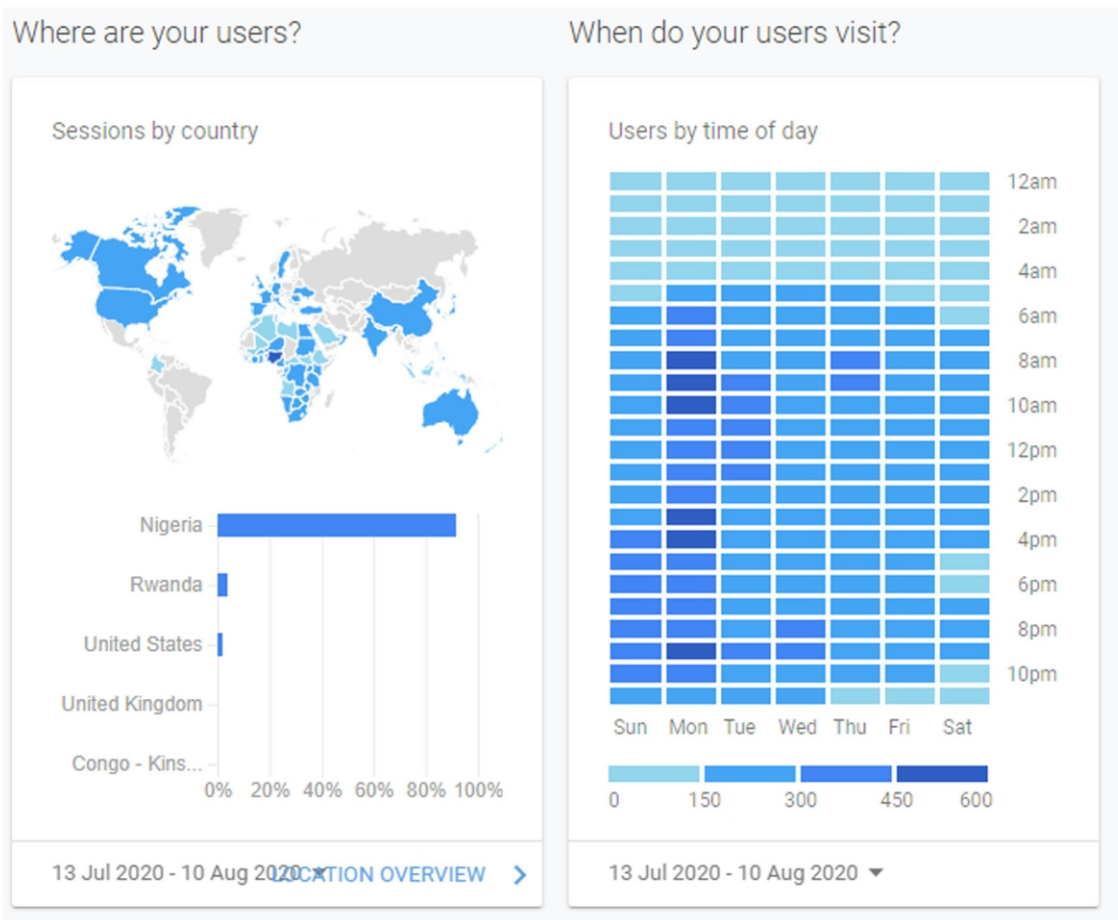 Where are your users?
Sessions by country
Nigeria
Rwanda
United States
United Kingdom
Congo - Kins...
0% 20% 40% 60% 80% 100%
13 Jul 2020 - 10 Aug 2020 LOCATION OVERVIEW
When do your users visit?
Users by time of day
12am
2am
4am
6am
8am
10am
12pm
2pm
4pm
6pm
8pm
10pm
Sun Mon Tue Wed Thu Fri Sat
0 150 300 450 600
13 Jul 2020 - 10 Aug 2020